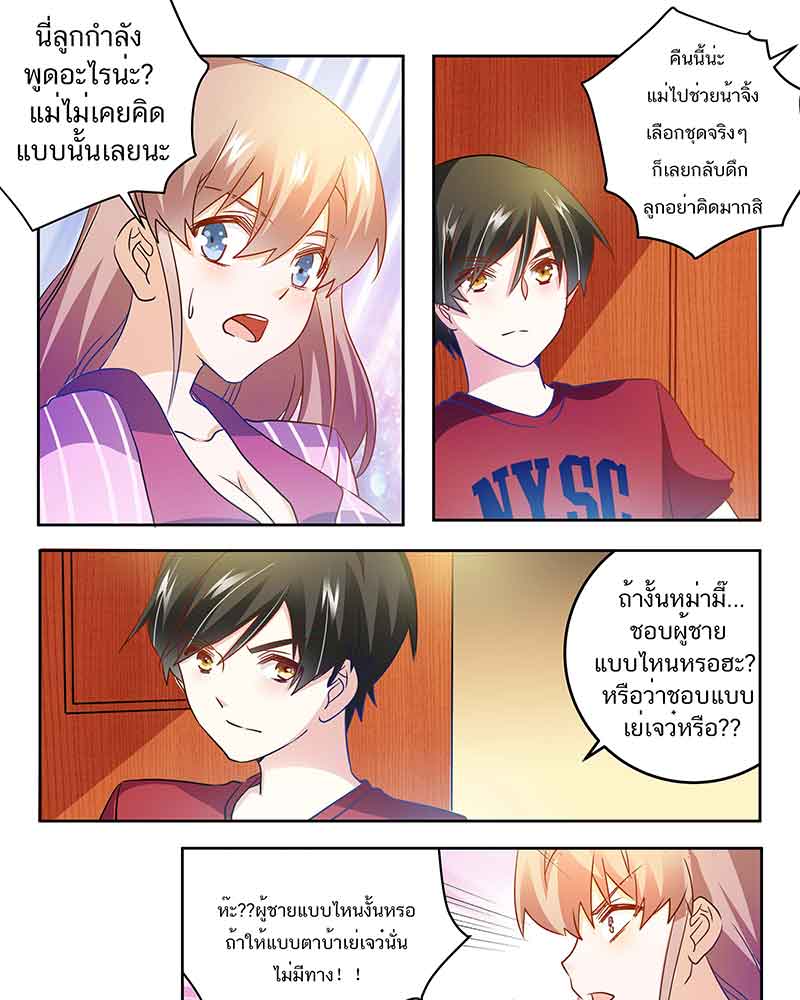 นี่ลูกกำลัง
พูดอะไรน่ะ?
แม่ไม่เคยคิด
แบบนั้นเลยนะ
คืนนี้น่ะ
แม่ไปช่วยน้าจิ้ง
เลือกชุดจริงๆ
ก็เลยกลับดึก
ลูกอย่าคิดมากสิ
NYSC
ถ้างั้นหม่ามี๊...
ชอบผู้ชาย
แบบไหนหรอฮะ?
หรือว่าชอบแบบ
เย่เจว๋หรือ??
ห๊ะ??ผู้ชายแบบไหนงั้นหรอ
ถ้าให้แบบตาบ้าเย่เจว๋นั่น
ไม่มีทาง!!